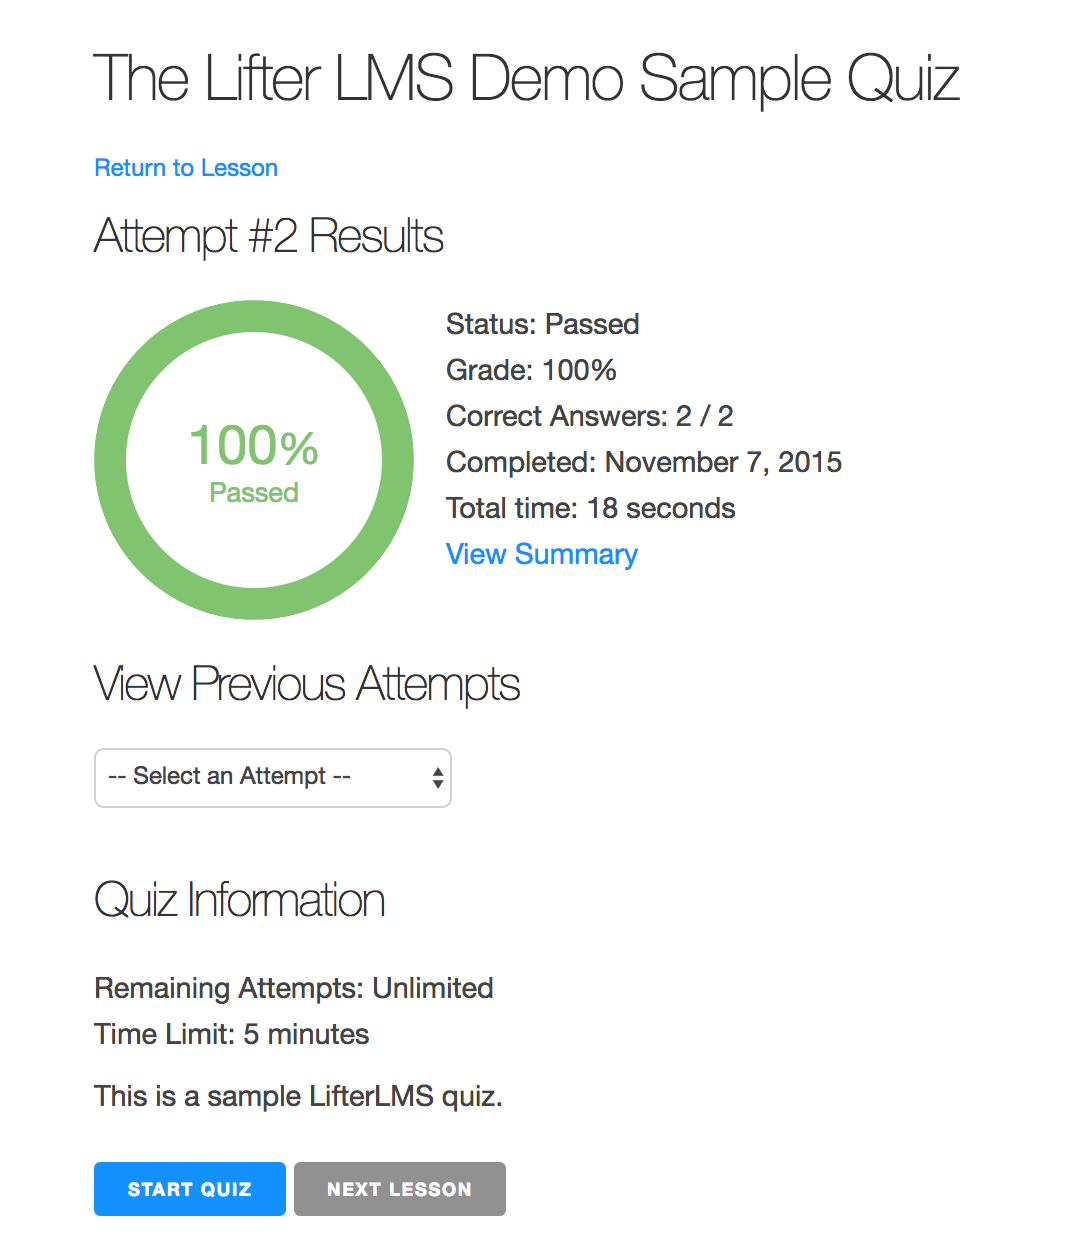 The Lifter LMS Demo Sample Quiz
Return to Lesson
Attempt #2 Results
100%
Passed
Status: Passed
Grade: 100%
Correct Answers: 2 / 2
Completed: November 7, 2015
Total time: 18 seconds
View Summary
View Previous Attempts
-- Select an Attempt --
Quiz Information
Remaining Attempts: Unlimited
Time Limit: 5 minutes
This is a sample LifterLMS quiz.
START QUIZ
NEXT LESSON